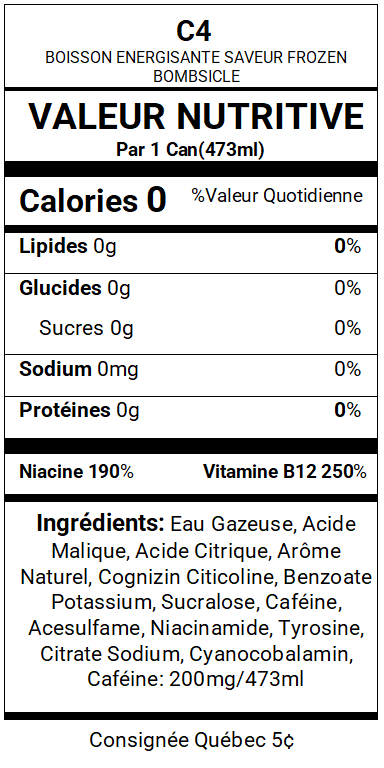 C4
BOISSON ENERGISANTE SAVEUR FROZEN
BOMBSICLE
VALEUR NUTRITIVE
Par 1 Can(473ml)
Calories 0 %Valeur Quotidienne
Lipides 0g 0%
Glucides 0g 0%
Sucres 0g 0%
Sodium 0mg 0%
Protéines 0g 0%
Niacine 190% Vitamine B12 250%
Ingrédients: Eau Gazeuse, Acide
Malique, Acide Citrique, Arôme
Naturel, Cognizin Citicoline, Benzoate
Potassium, Sucralose, Caféine,
Acesulfame, Niacinamide, Tyrosine,
Citrate Sodium, Cyanocobalamin,
Caféine: 200mg/473ml
Consignée Québec 5¢